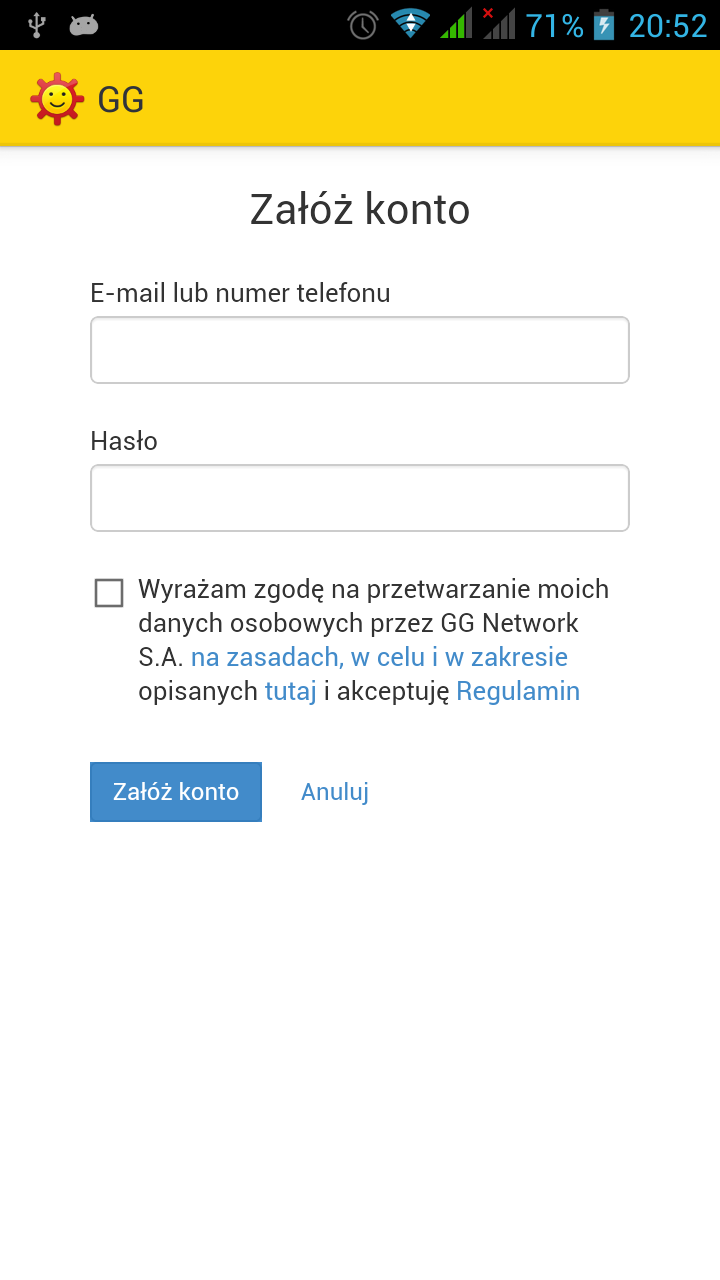 71% 20:52
GG
Załóż konto
E-mail lub numer telefonu
Hasło
Wyrażam zgodę na przetwarzanie moich
danych osobowych przez GG Network
S.A. na zasadach, w celu i w zakresie
opisanych tutaj i akceptuję Regulamin
Załóż konto Anuluj